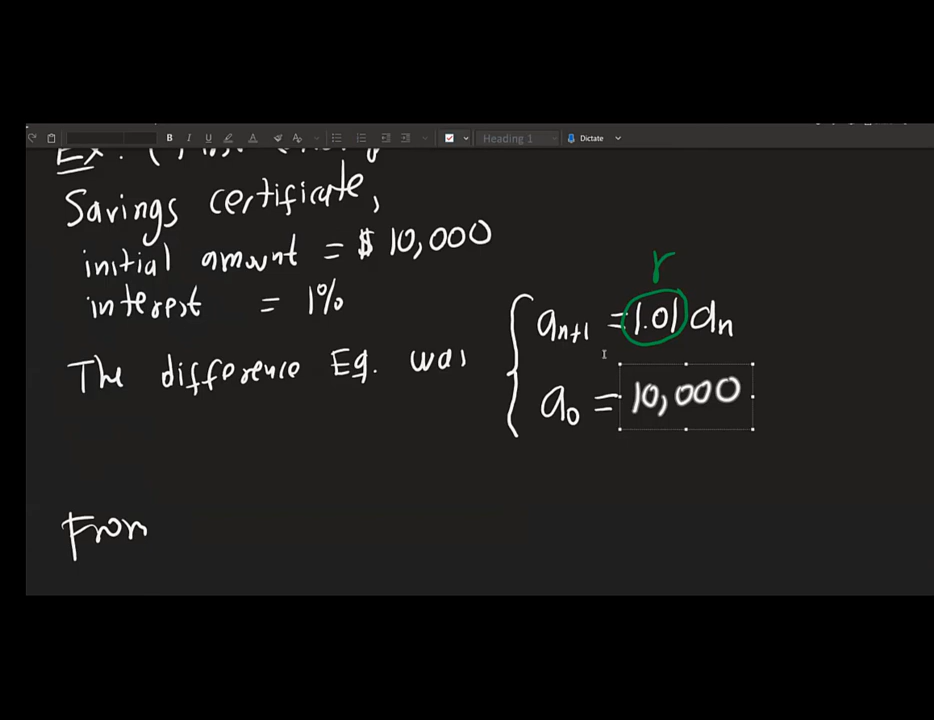 B I U A Heading 1 Dictate
Ex.
Savings certificate,
initial amount = $ 10,000
interest = 1%
r
a_{n+1} = 1.01 a_n
The difference Eq. was
a_0 = 10,000
From